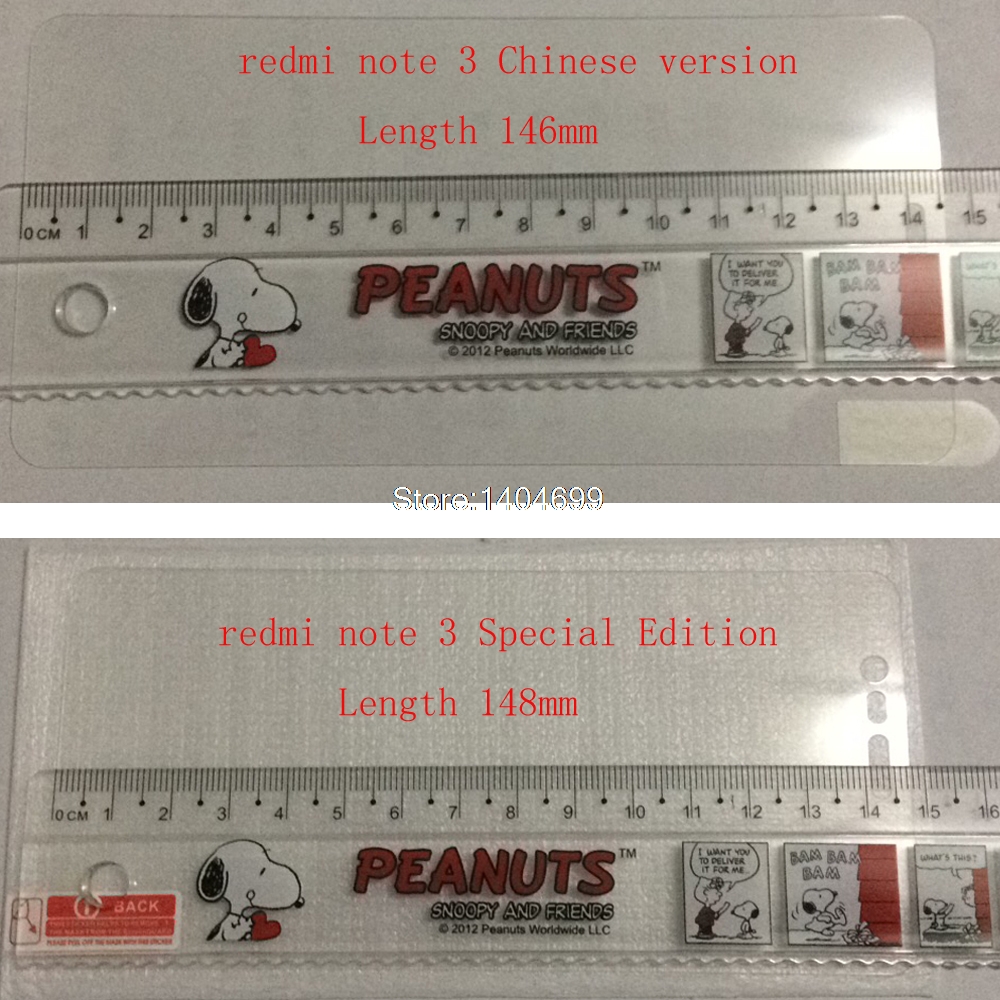 redmi note 3 Chinese version
Length 146mm
0 CM 1 2 3 4 5 6 7 8 9 10 11 12 13 14 15
PEANUTS™
SNOOPY AND FRIENDS
© 2012 Peanuts Worldwide LLC
I WANT YOU
TO DELIVER
IT FOR ME.
BAM BAM
BAM
WHAT'S
Store:1404699
redmi note 3 Special Edition
Length 148mm
0 CM 1 2 3 4 5 6 7 8 9 10 11 12 13 14 15 16
PEANUTS™
SNOOPY AND FRIENDS
© 2012 Peanuts Worldwide LLC
I WANT YOU
TO DELIVER
IT FOR ME.
BAM BAM
BAM
WHAT'S THIS?
BACK